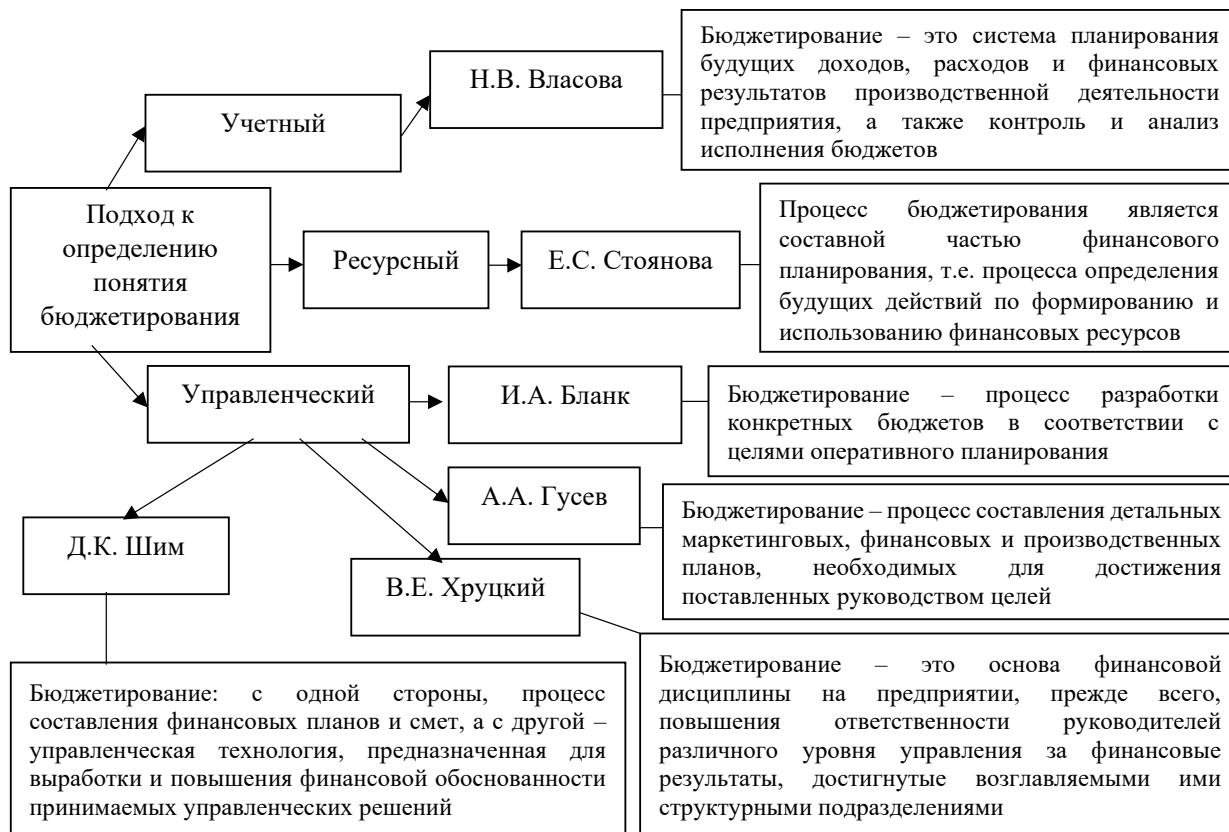 Бюджетирование – это система планирования
будущих доходов, расходов и финансовых
результатов производственной деятельности
предприятия, а также контроль и анализ
исполнения бюджетов
Н.В. Власова
Учетный
Подход к
определению
понятия
бюджетирования
Ресурсный
Е.С. Стоянова
Процесс бюджетирования является
составной частью финансового
планирования, т.е. процесса определения
будущих действий по формированию и
использованию финансовых ресурсов
Управленческий
И.А. Бланк
Бюджетирование – процесс разработки
конкретных бюджетов в соответствии с
целями оперативного планирования
А.А. Гусев
Бюджетирование – процесс составления детальных
маркетинговых, финансовых и производственных
планов, необходимых для достижения
поставленных руководством целей
Д.К. Шим
В.Е. Хруцкий
Бюджетирование: с одной стороны, процесс
составления финансовых планов и смет, а с другой –
управленческая технология, предназначенная для
выработки и повышения финансовой обоснованности
принимаемых управленческих решений
Бюджетирование – это основа финансовой
дисциплины на предприятии, прежде всего,
повышения ответственности руководителей
различного уровня управления за финансовые
результаты, достигнутые возглавляемыми ими
структурными подразделениями